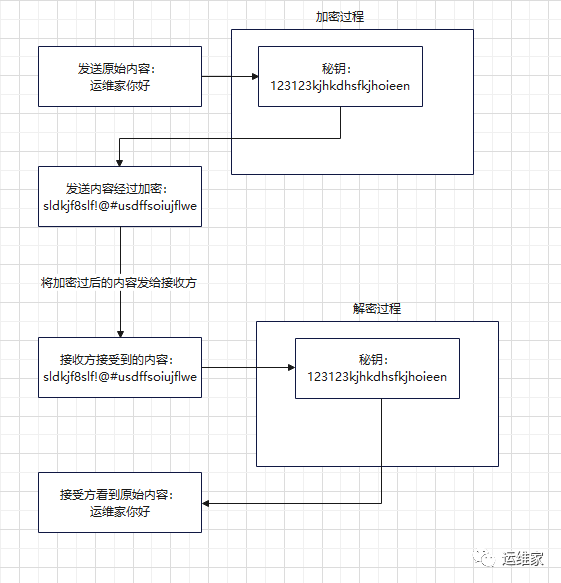 加密过程
发送原始内容：
运维家你好
秘钥：
123123kjhkdhsfkjhoieen
发送内容经过加密：
sldkjf8slf!@#usdffsoiujflwe
将加密过后的内容发给接收方
解密过程
接收方接受到的内容：
sldkjf8slf!@#usdffsoiujflwe
秘钥：
123123kjhkdhsfkjhoieen
接受方看到原始内容：
运维家你好
运维家